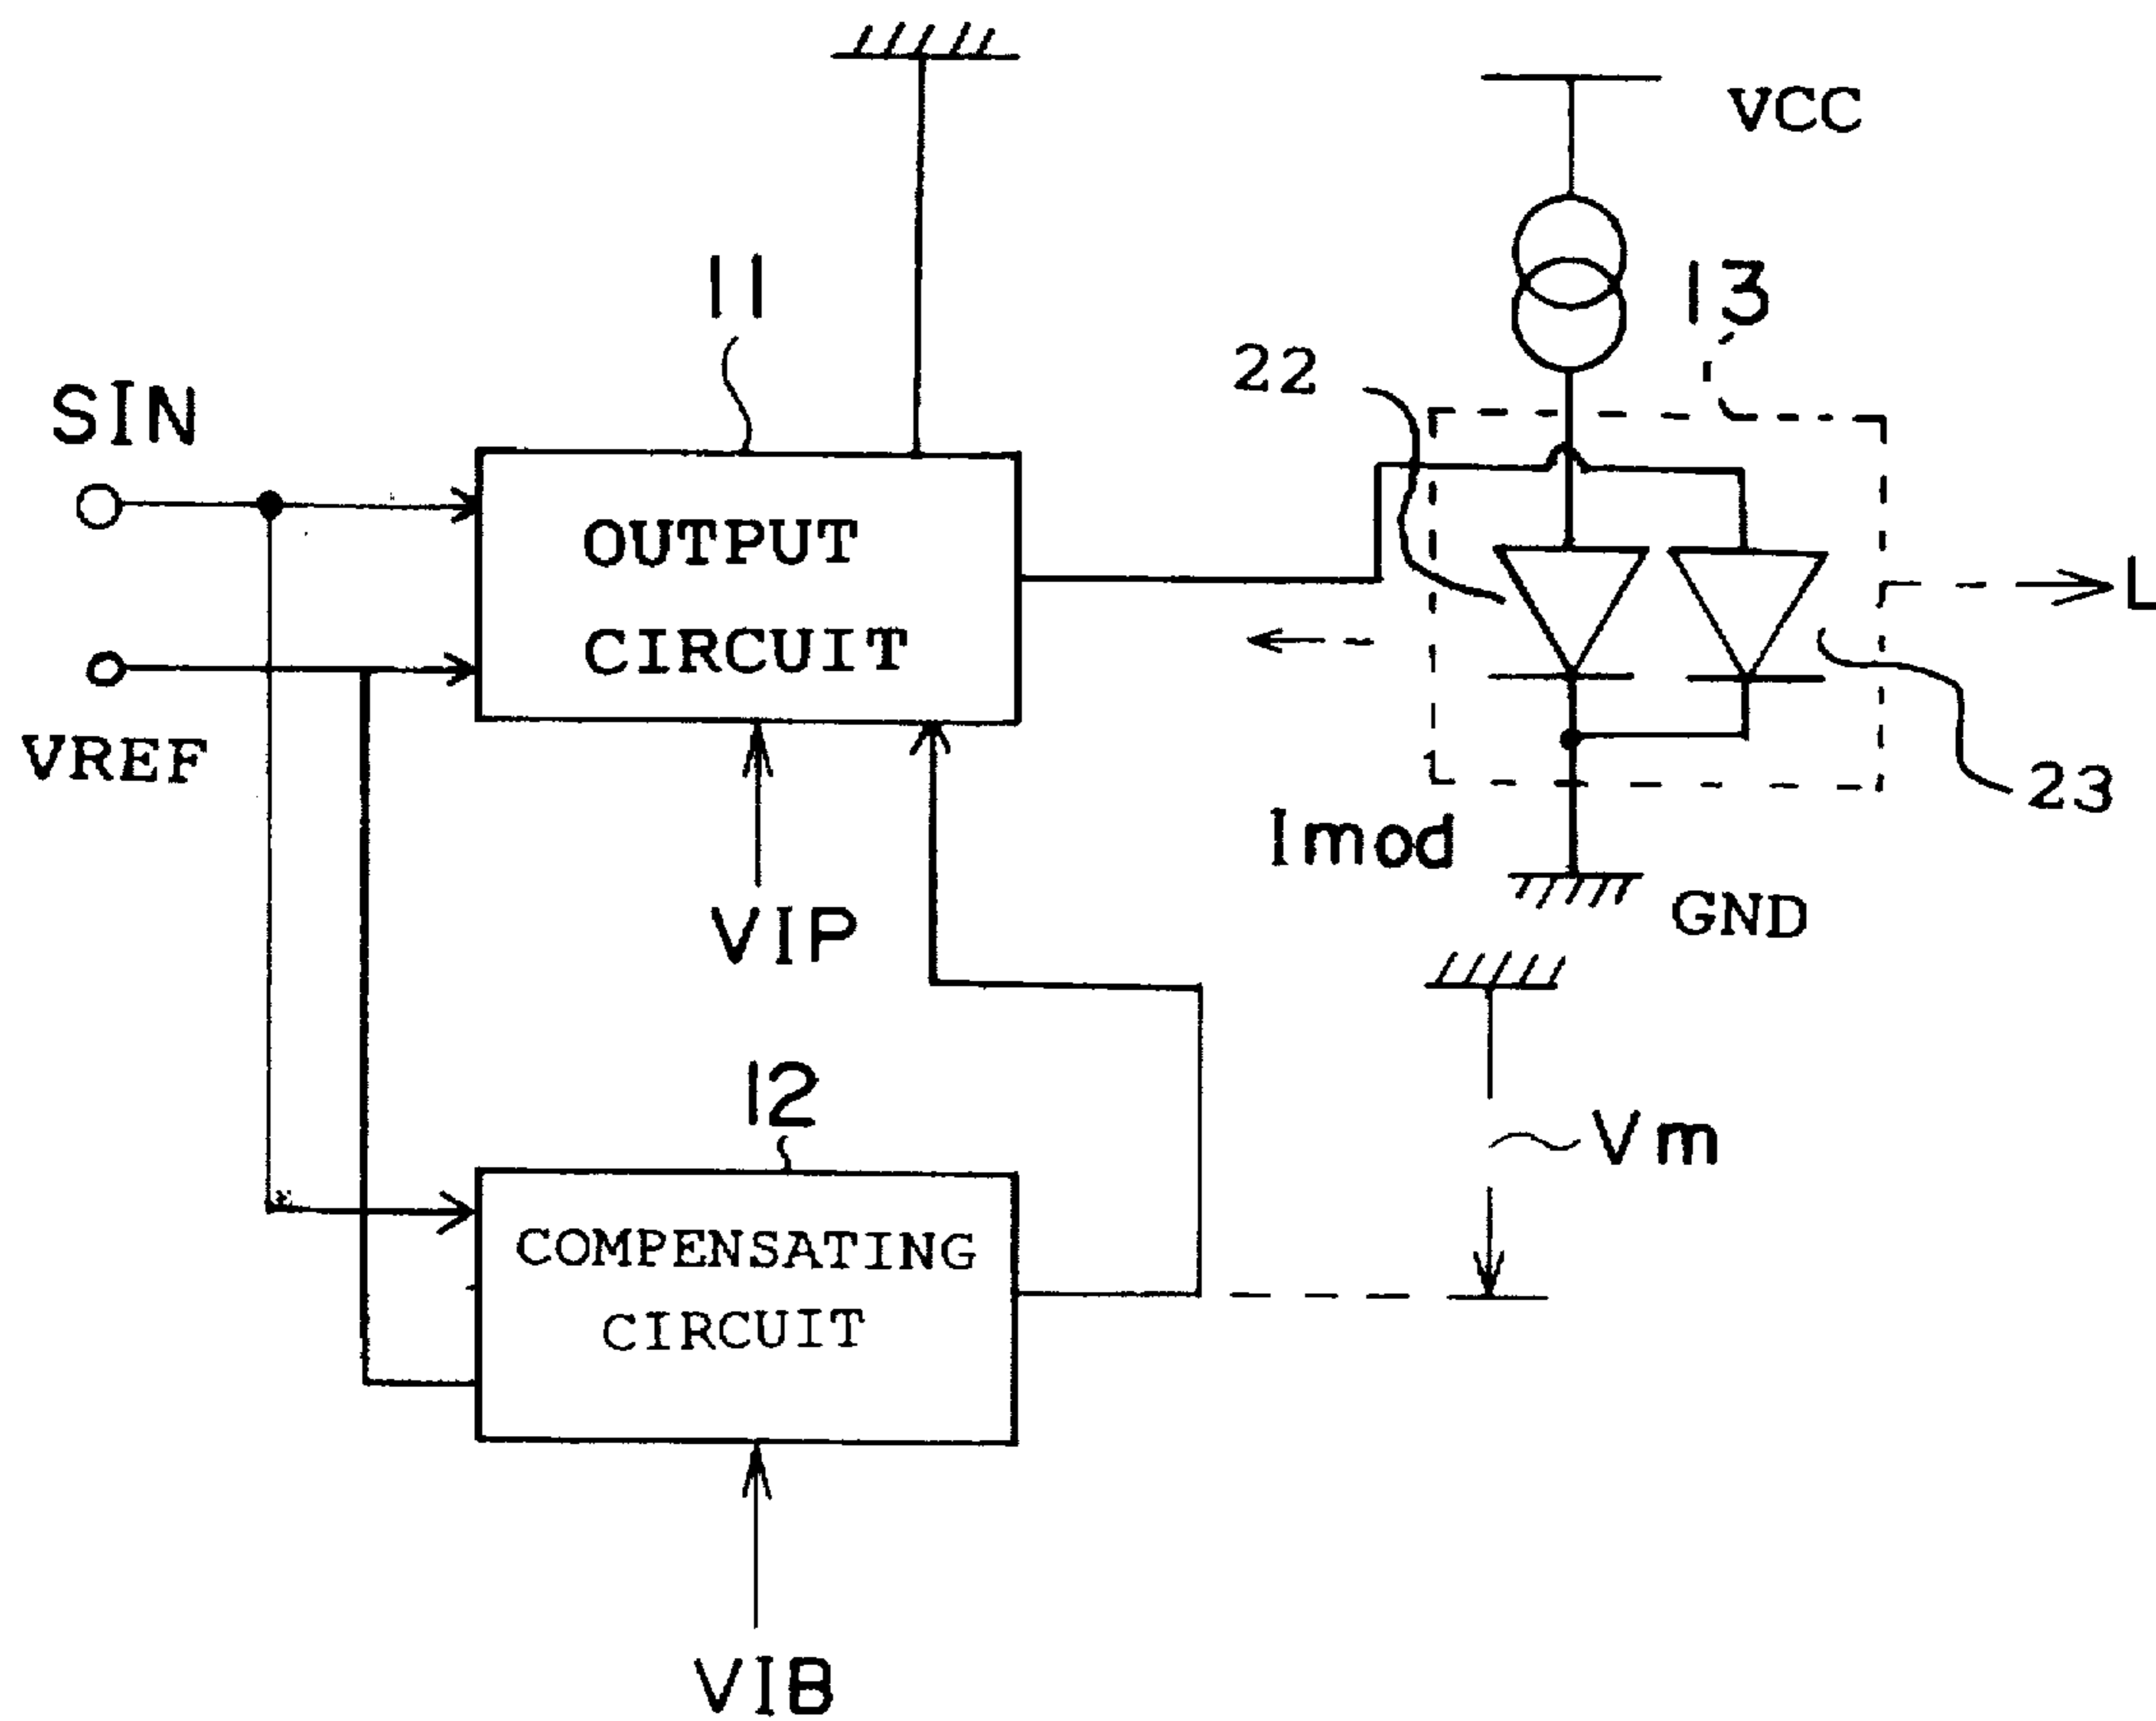 VCC
11
13
22
SIN
OUTPUT
CIRCUIT
L
VREF
23
Imod
VIP
GND
12
Vm
COMPENSATING
CIRCUIT
VIB